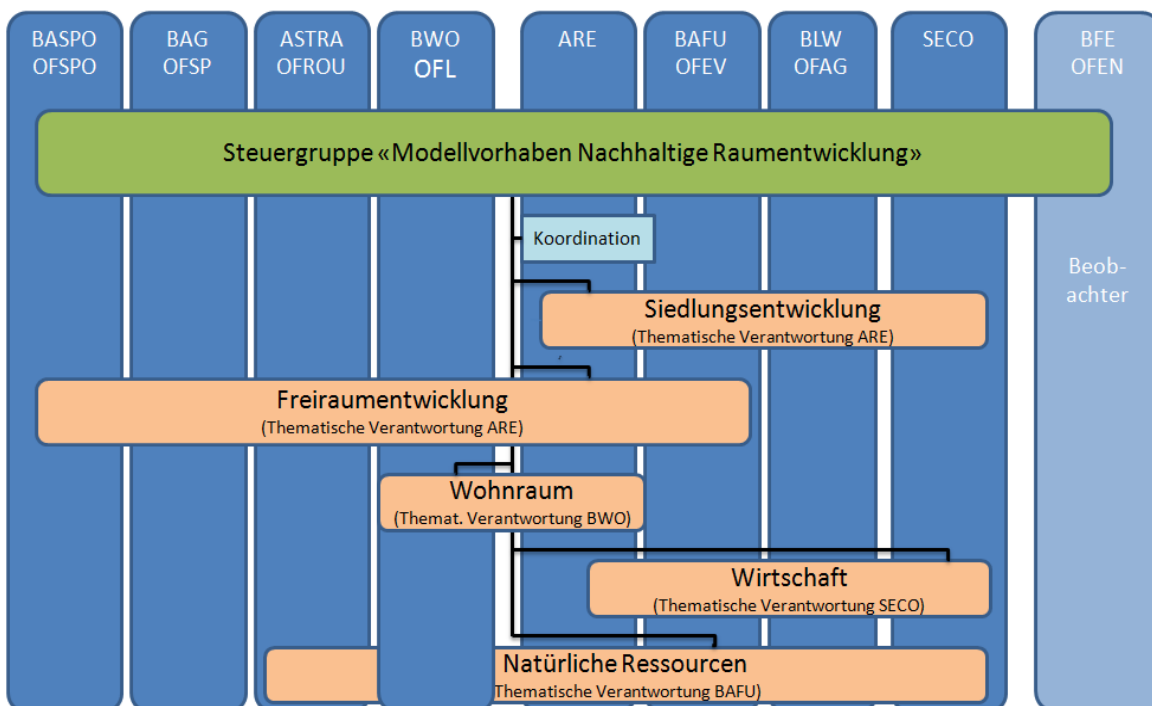 BASPO
OFSPO
BAG
OFSP
ASTRA
OFROU
BWO
OFL
ARE
BAFU
OFEV
BLW
OFAG
SECO
BFE
OFEN
Steuergruppe «Modellvorhaben Nachhaltige Raumentwicklung»
Koordination
Beob-
achter
Siedlungsentwicklung
(Thematische Verantwortung ARE)
Freiraumentwicklung
(Thematische Verantwortung ARE)
Wohnraum
(Themat. Verantwortung BWO)
Wirtschaft
(Thematische Verantwortung SECO)
Natürliche Ressourcen
Thematische Verantwortung BAFU)